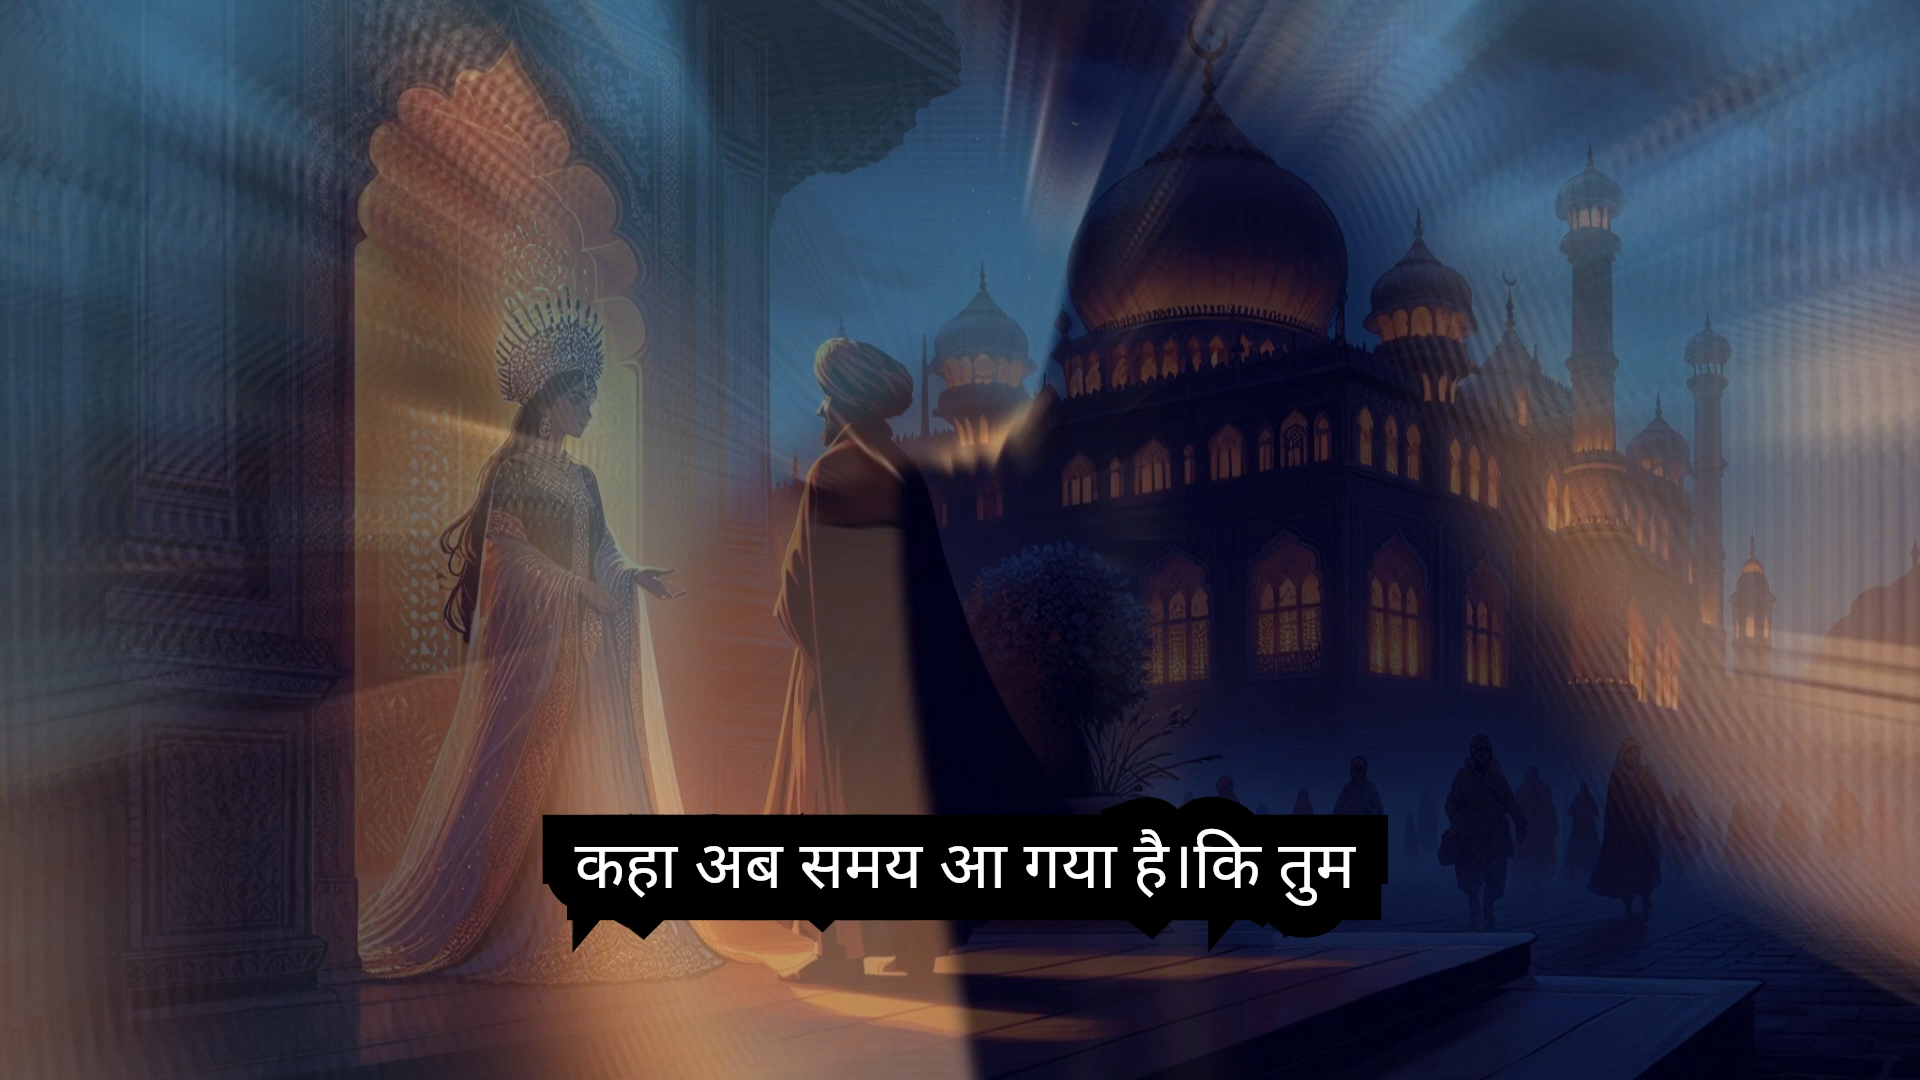 कहा अब समय आ गया है।कि तुम